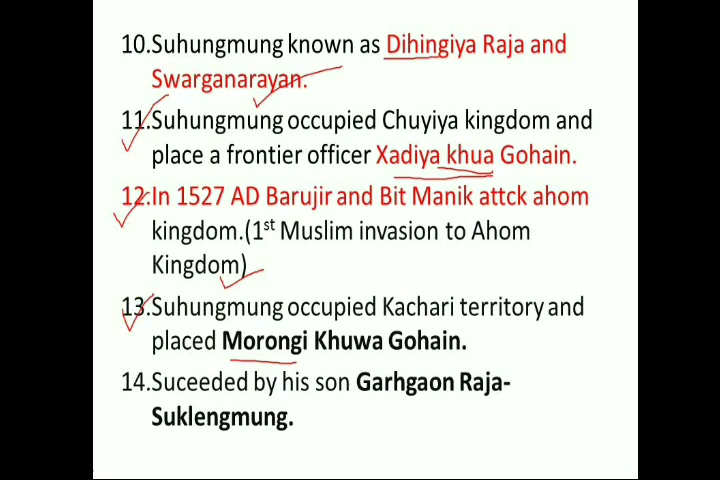 10.Suhungmung known as Dihingiya Raja and
Swarganarayan.
11.Suhungmung occupied Chuyiya kingdom and
place a frontier officer Xadiya khua Gohain.
12.In 1527 AD Barujir and Bit Manik attck ahom
kingdom.(1st Muslim invasion to Ahom
Kingdom)
13.Suhungmung occupied Kachari territory and
placed Morongi Khuwa Gohain.
14.Suceeded by his son Garhgaon Raja-
Suklengmung.